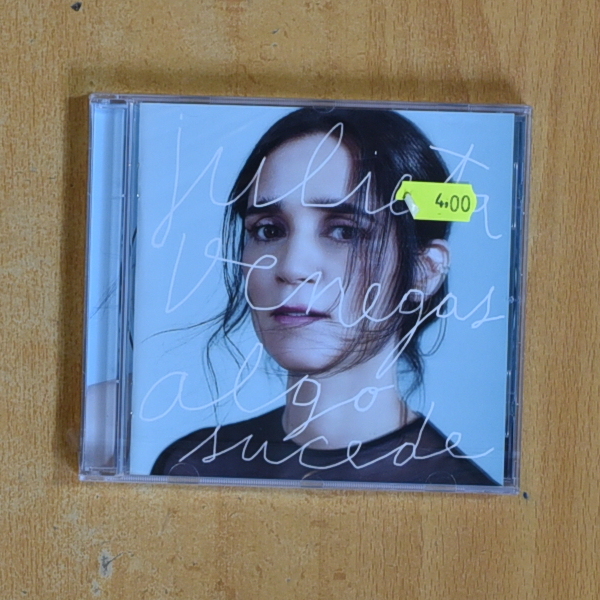 julieta
4,00
Venegas
algo
sucede